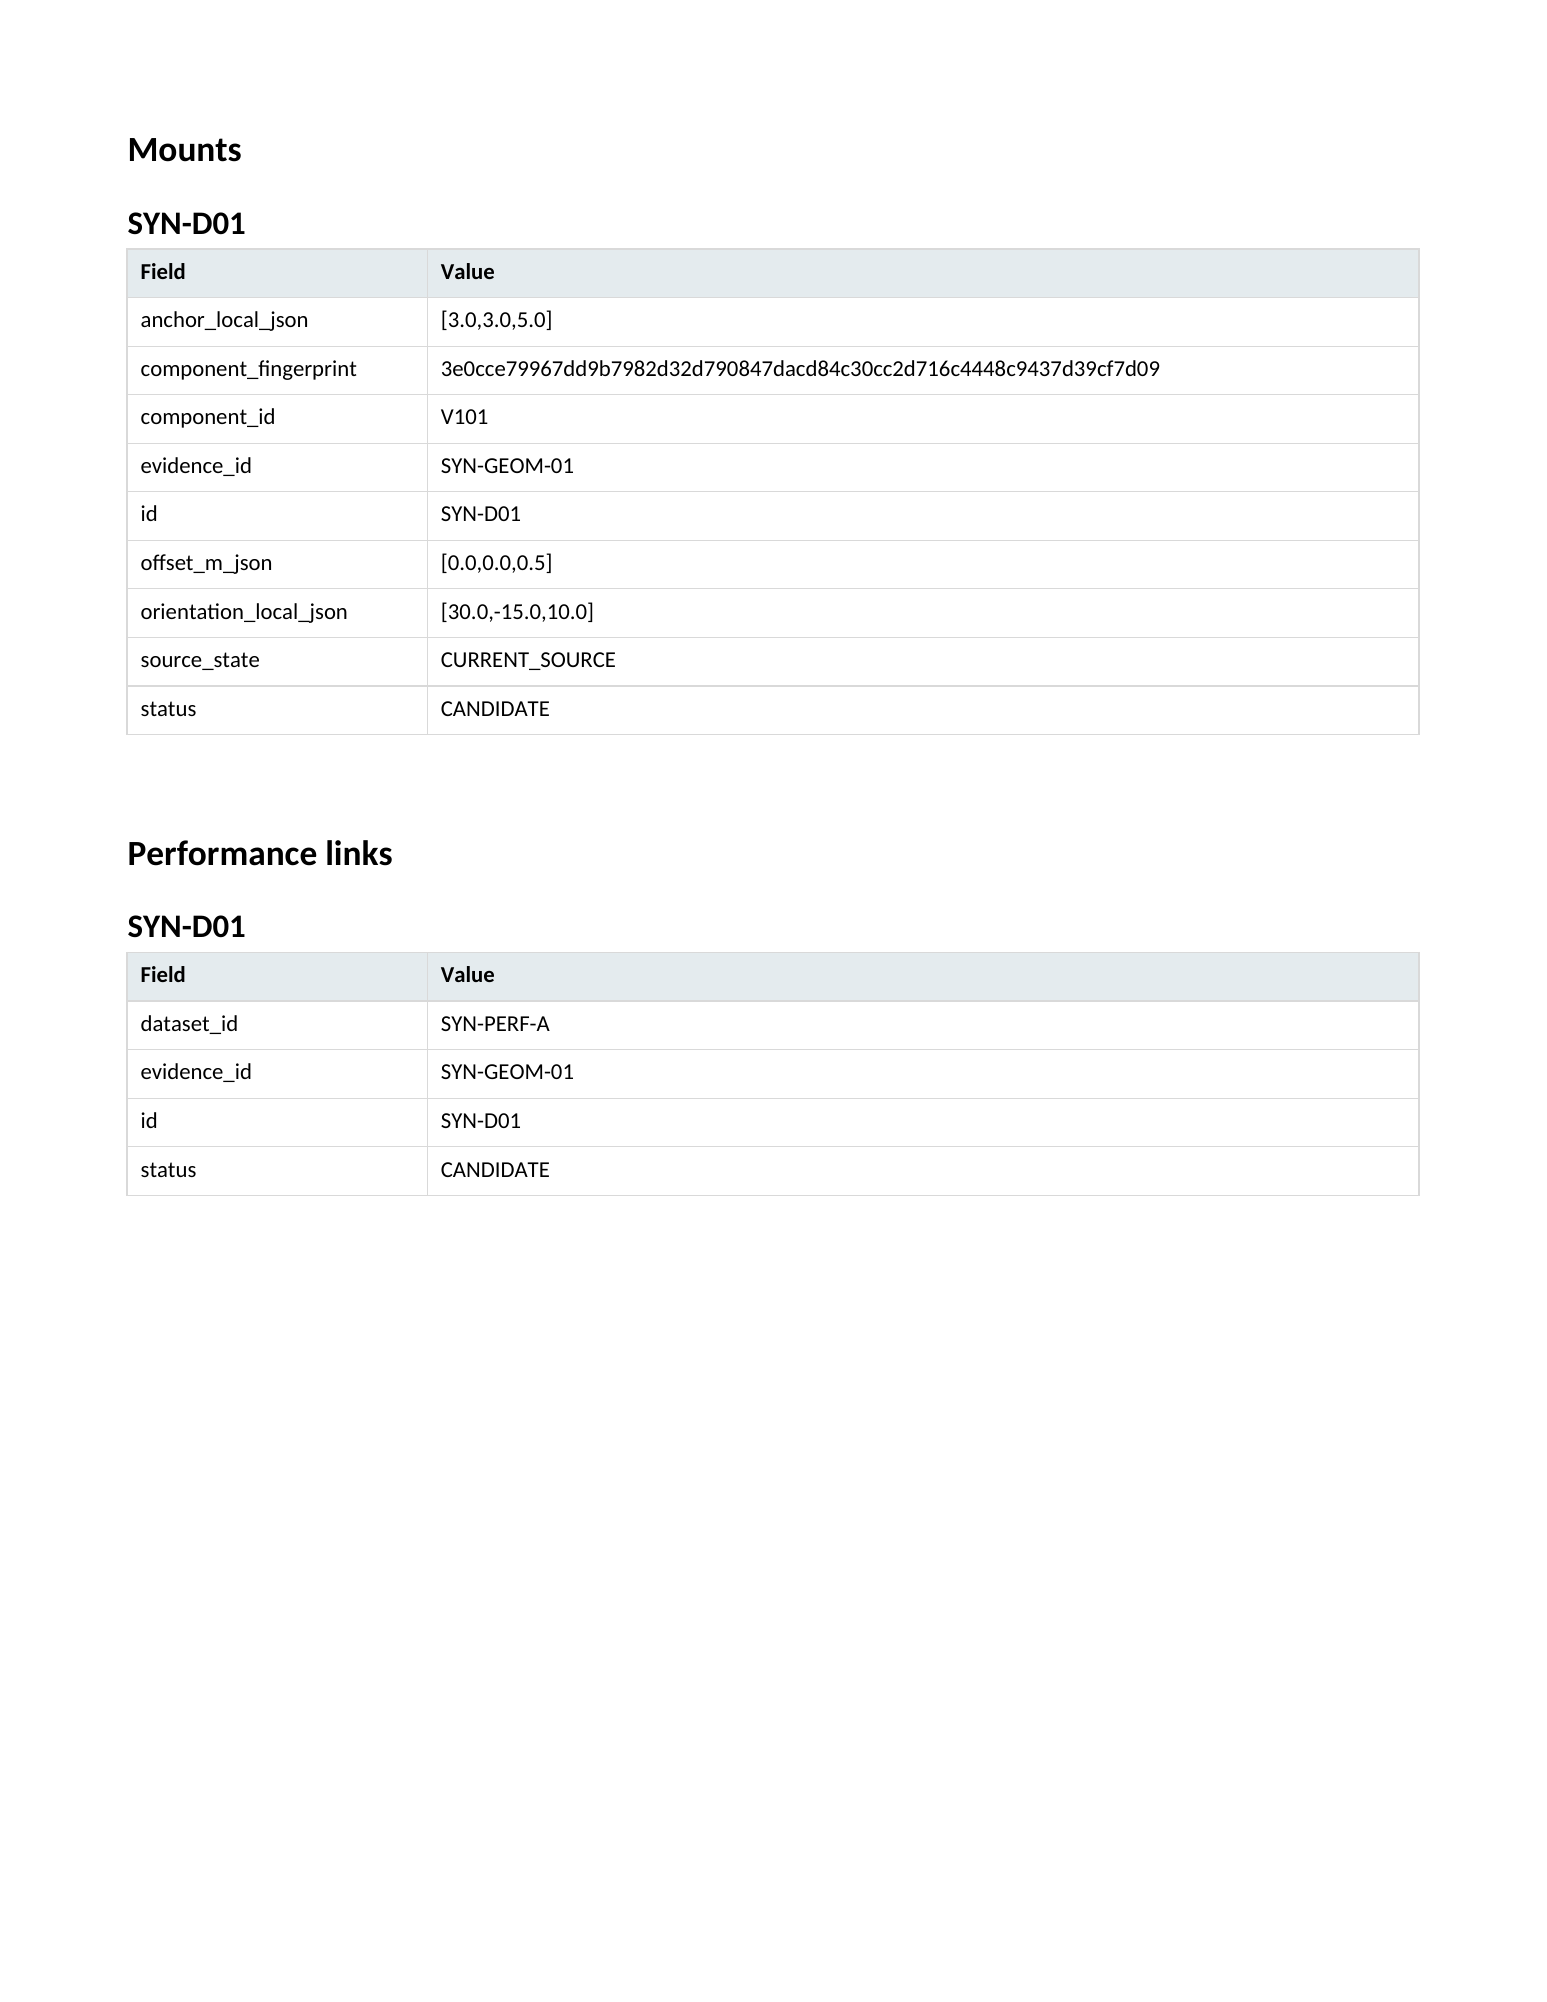 Mounts
SYN-D01
Field Value
anchor_local_json [3.0,3.0,5.0]
component_fingerprint 3e0cce79967dd9b7982d32d790847dacd84c30cc2d716c4448c9437d39cf7d09
component_id V101
evidence_id SYN-GEOM-01
id SYN-D01
offset_m_json [0.0,0.0,0.5]
orientation_local_json [30.0,-15.0,10.0]
source_state CURRENT_SOURCE
status CANDIDATE
Performance links
SYN-D01
Field Value
dataset_id SYN-PERF-A
evidence_id SYN-GEOM-01
id SYN-D01
status CANDIDATE